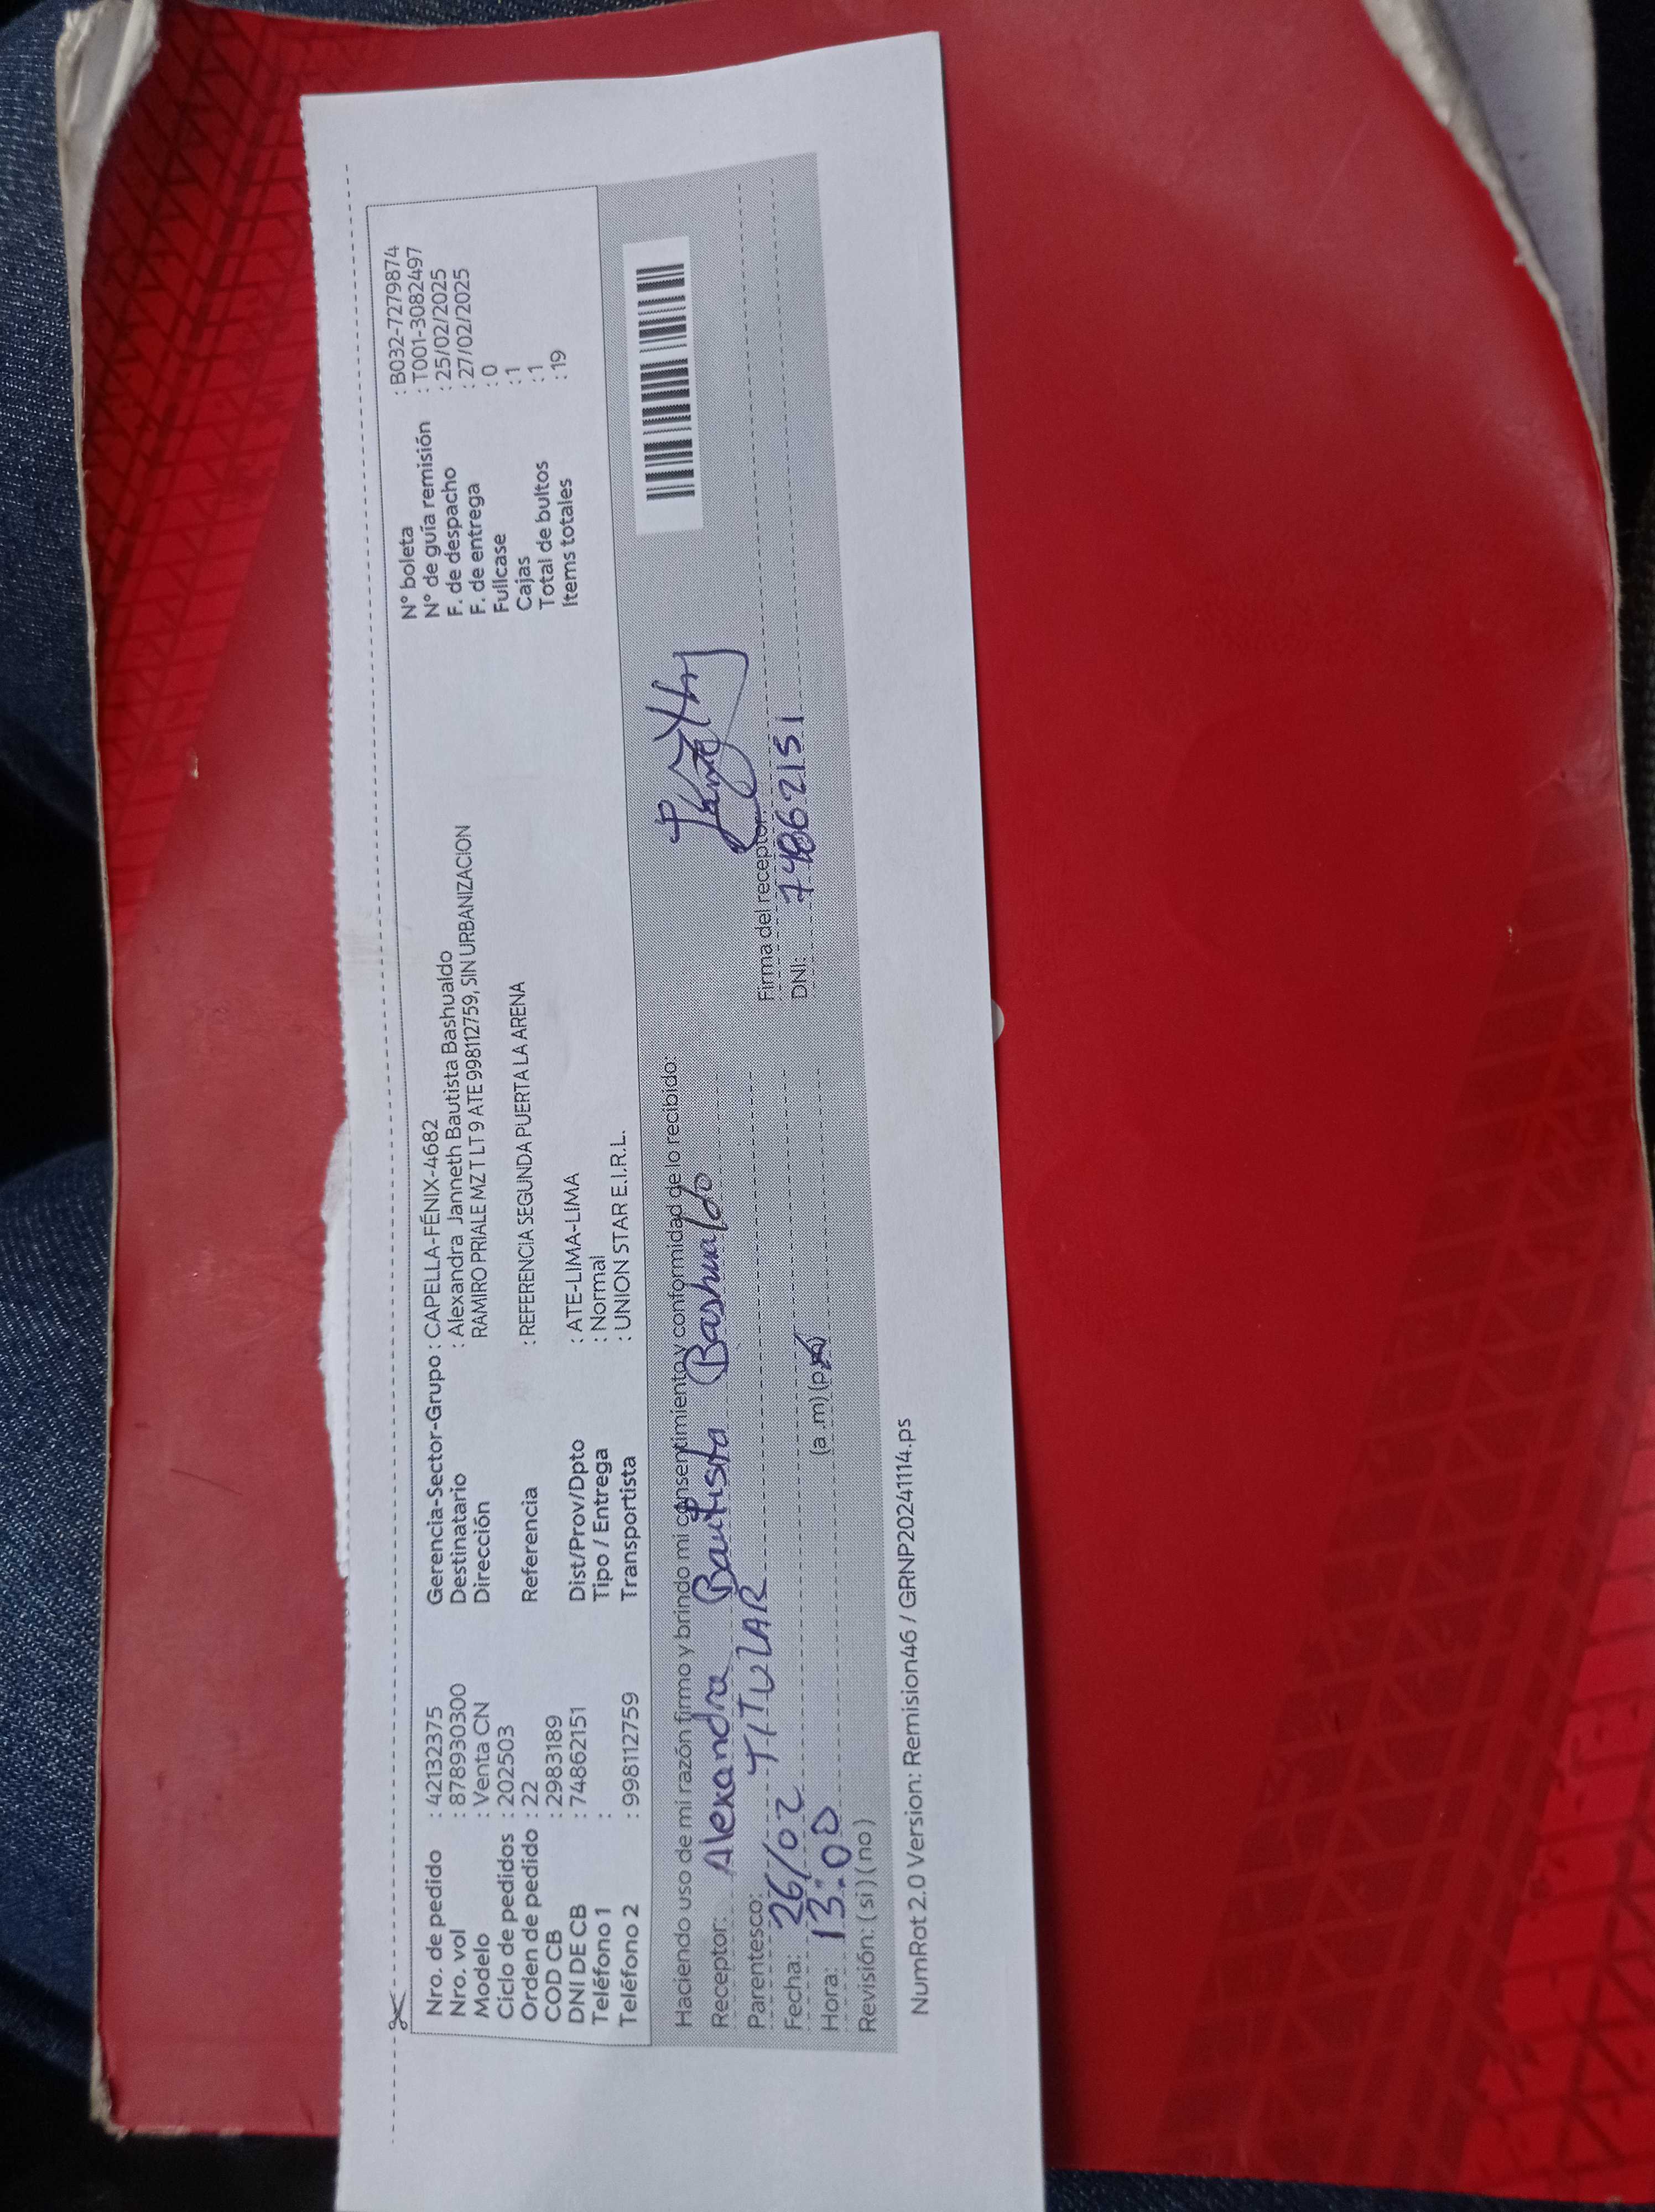 Nro. de pedido : 42132375
Nro. vol : 878930300
Modelo : Venta CN
Ciclo de pedidos : 202503
Orden de pedido : 22
COD CB : 2983189
DNI DE CB : 74862151
Teléfono 1 :
Teléfono 2 : 998112759
Gerencia-Sector-Grupo : CAPELLA-FÉNIX-4682
Destinatario : Alexandra Janneth Bautista Bashualdo
Dirección RAMIRO PRIALE MZ T LT 9 ATE 998112759, SIN URBANIZACION
Referencia : REFERENCIA SEGUNDA PUERTA LA ARENA
Dist/Prov/Dpto : ATE-LIMA-LIMA
Tipo / Entrega : Normal
Transportista : UNION STAR E.I.R.L.
N° boleta : B032-7279874
N° de guía remisión : T001-3082497
F. de despacho : 25/02/2025
F. de entrega : 27/02/2025
Fullcase : 0
Cajas : 1
Total de bultos : 1
Items totales : 19
Haciendo uso de mi razón firmo y brindo mi consentimiento y conformidad de lo recibido:
Receptor: Alexandra Bautista Bashualdo
Parentesco: TITULAR
Fecha: 26/02
Hora: 13:00 (a.m) (p.m)
Revisión: ( si ) ( no )
Firma del receptor:
DNI: 74862151
NumRot 2.0 Version: Remision46 / GRNP20241114.ps